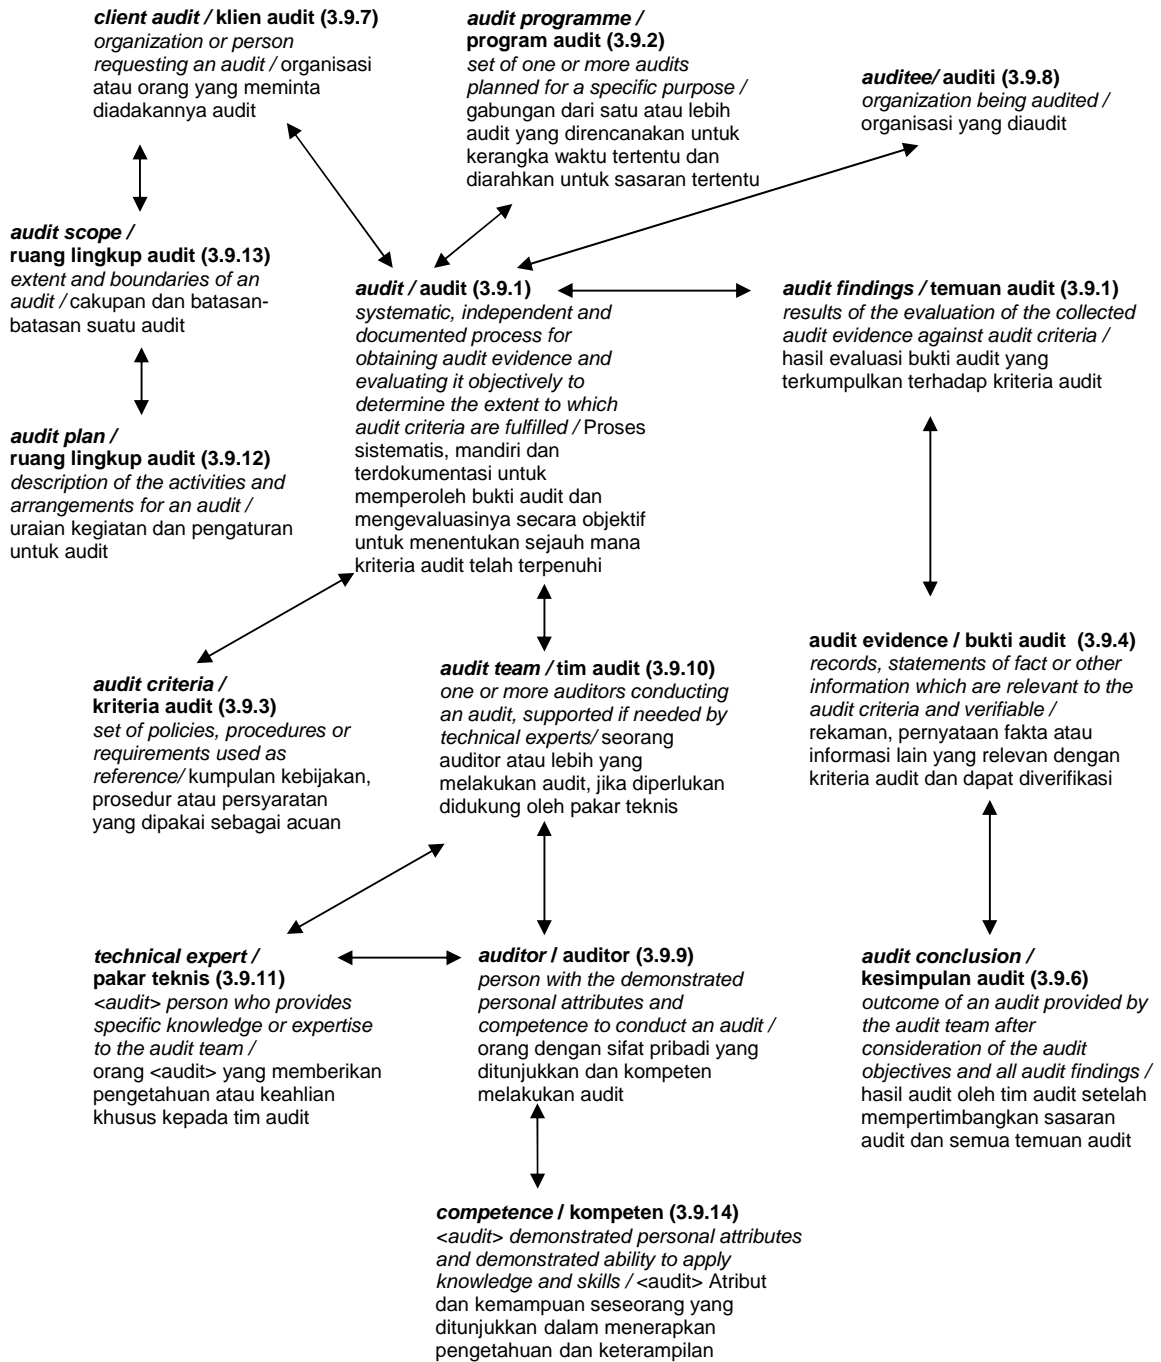 client audit / klien audit (3.9.7)
organization or person
requesting an audit / organisasi
atau orang yang meminta
diadakannya audit
audit programme /
program audit (3.9.2)
set of one or more audits
planned for a specific purpose /
gabungan dari satu atau lebih
audit yang direncanakan untuk
kerangka waktu tertentu dan
diarahkan untuk sasaran tertentu
auditee/ auditi (3.9.8)
organization being audited /
organisasi yang diaudit
audit scope /
ruang lingkup audit (3.9.13)
extent and boundaries of an
audit / cakupan dan batasan-
batasan suatu audit
audit / audit (3.9.1)
systematic, independent and
documented process for
obtaining audit evidence and
evaluating it objectively to
determine the extent to which
audit criteria are fulfilled / Proses
sistematis, mandiri dan
terdokumentasi untuk
memperoleh bukti audit dan
mengevaluasinya secara objektif
untuk menentukan sejauh mana
kriteria audit telah terpenuhi
audit findings / temuan audit (3.9.1)
results of the evaluation of the collected
audit evidence against audit criteria /
hasil evaluasi bukti audit yang
terkumpulkan terhadap kriteria audit
audit plan /
ruang lingkup audit (3.9.12)
description of the activities and
arrangements for an audit /
uraian kegiatan dan pengaturan
untuk audit
audit criteria /
kriteria audit (3.9.3)
set of policies, procedures or
requirements used as
reference/ kumpulan kebijakan,
prosedur atau persyaratan
yang dipakai sebagai acuan
audit team / tim audit (3.9.10)
one or more auditors conducting
an audit, supported if needed by
technical experts/ seorang
auditor atau lebih yang
melakukan audit, jika diperlukan
didukung oleh pakar teknis
audit evidence / bukti audit (3.9.4)
records, statements of fact or other
information which are relevant to the
audit criteria and verifiable /
rekaman, pernyataan fakta atau
informasi lain yang relevan dengan
kriteria audit dan dapat diverifikasi
technical expert /
pakar teknis (3.9.11)
<audit> person who provides
specific knowledge or expertise
to the audit team /
orang <audit> yang memberikan
pengetahuan atau keahlian
khusus kepada tim audit
auditor / auditor (3.9.9)
person with the demonstrated
personal attributes and
competence to conduct an audit /
orang dengan sifat pribadi yang
ditunjukkan dan kompeten
melakukan audit
audit conclusion /
kesimpulan audit (3.9.6)
outcome of an audit provided by
the audit team after
consideration of the audit
objectives and all audit findings /
hasil audit oleh tim audit setelah
mempertimbangkan sasaran
audit dan semua temuan audit
competence / kompeten (3.9.14)
<audit> demonstrated personal attributes
and demonstrated ability to apply
knowledge and skills / <audit> Atribut
dan kemampuan seseorang yang
ditunjukkan dalam menerapkan
pengetahuan dan keterampilan